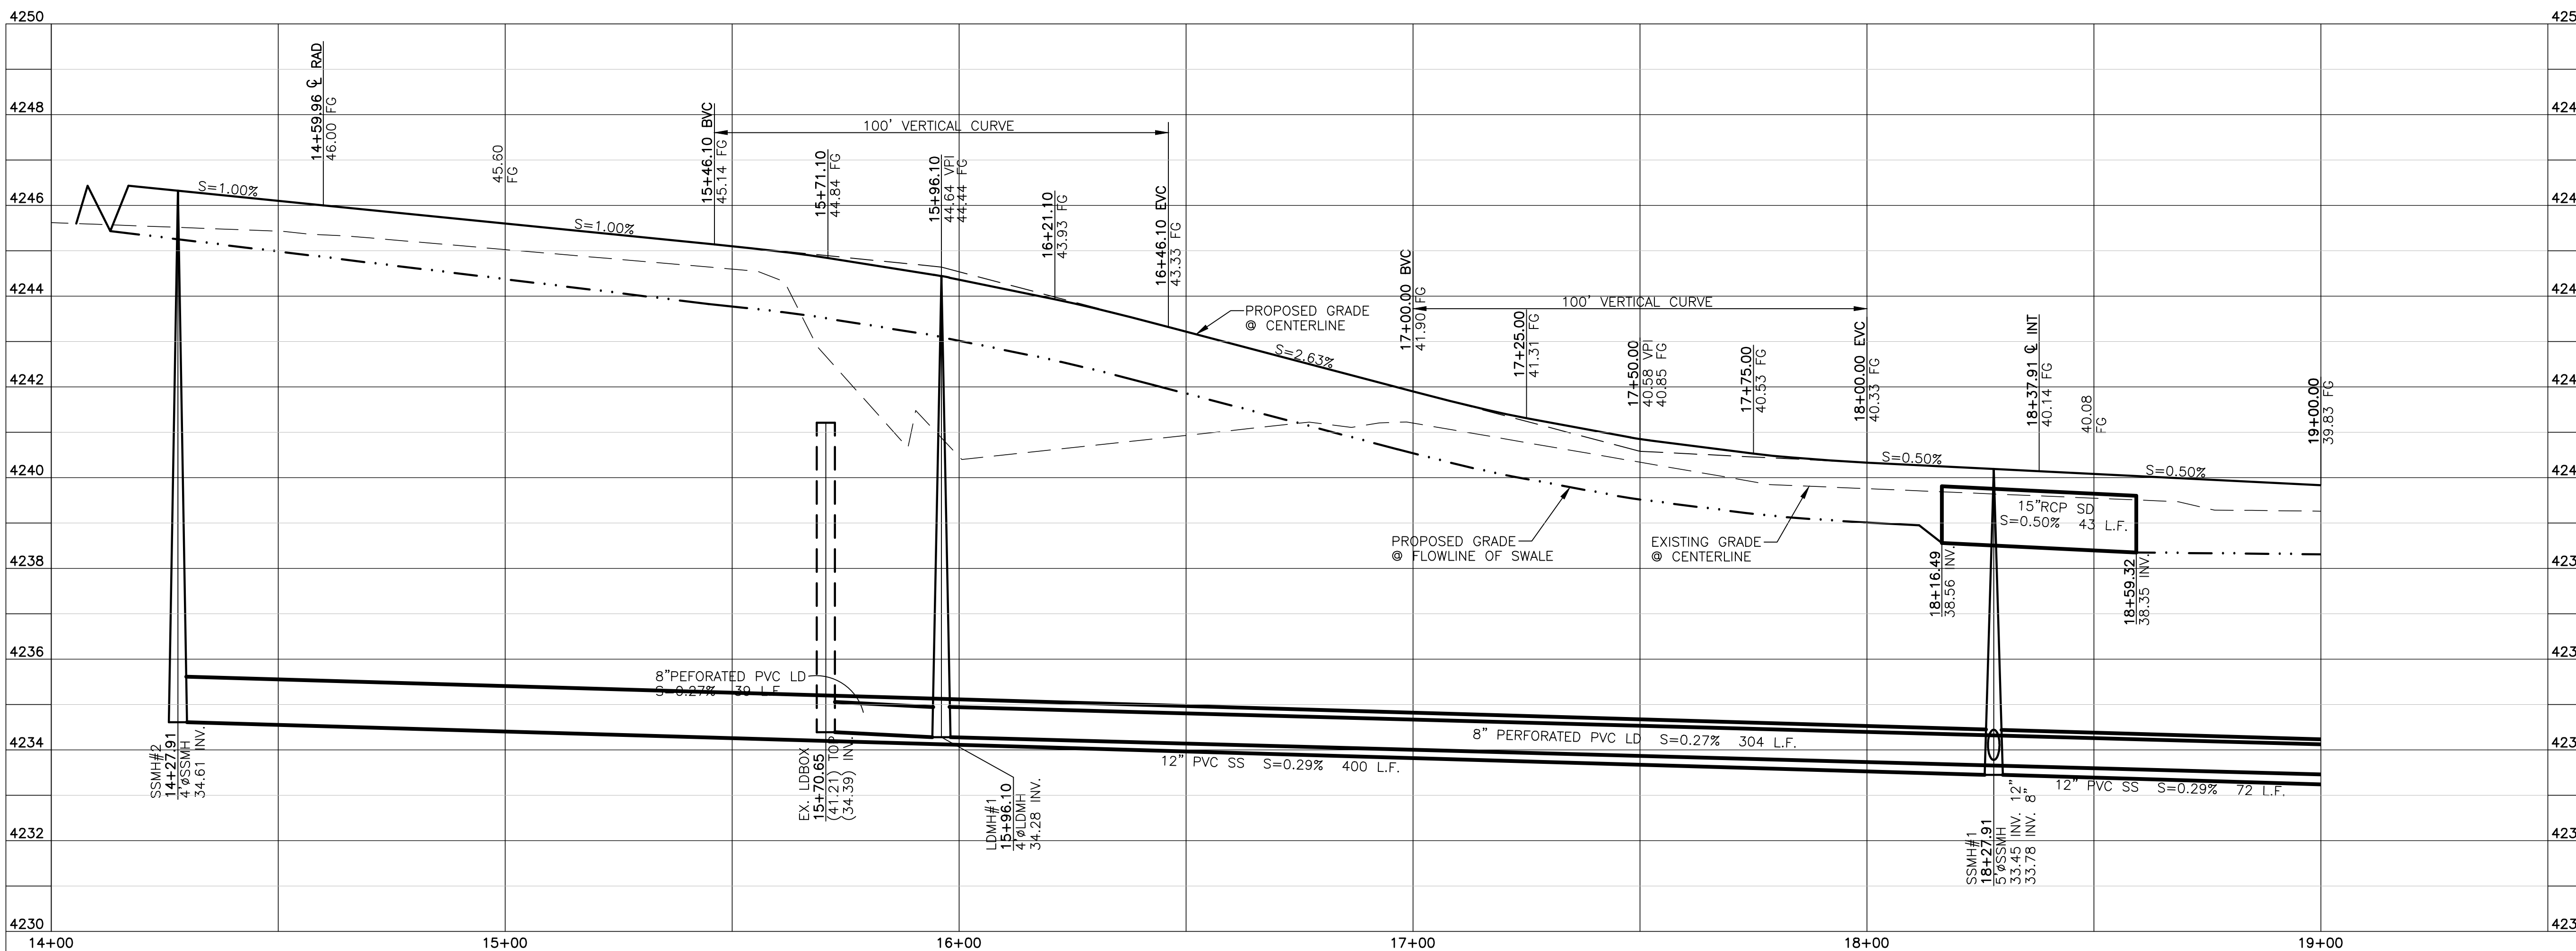 4250
4248
4246
4244
4242
4240
4238
4236
4234
4232
4230
425
424
424
424
424
424
423
423
423
423
423
14+00
15+00
16+00
17+00
18+00
19+00
14+59.96 ℄ RAD
46.00 FG
45.60
FG
15+46.10 BVC
45.14 FG
100' VERTICAL CURVE
15+71.10
44.84 FG
15+96.10
44.64 VPI
44.44 FG
16+21.10
43.93 FG
16+46.10 EVC
43.33 FG
17+00.00 BVC
41.90 FG
100' VERTICAL CURVE
17+25.00
41.31 FG
17+50.00
40.58 VPI
40.85 FG
17+75.00
40.53 FG
18+00.00 EVC
40.33 FG
18+37.91 ℄ INT
40.14 FG
40.08
FG
19+00.00
39.83 FG
S=1.00%
S=1.00%
S=2.63%
S=0.50%
S=0.50%
PROPOSED GRADE
@ CENTERLINE
PROPOSED GRADE
@ FLOWLINE OF SWALE
EXISTING GRADE
@ CENTERLINE
15"RCP SD
S=0.50% 43 L.F.
18+16.49
38.56 INV.
18+59.32
38.35 INV.
8"PEFORATED PVC LD
S=0.27% 39 L.F.
8" PERFORATED PVC LD S=0.27% 304 L.F.
12" PVC SS S=0.29% 400 L.F.
12" PVC SS S=0.29% 72 L.F.
SSMH#2
14+27.91
4'øSSMH
34.61 INV.
EX. LDBOX
15+70.65
(41.21) TOP
(34.39) INV.
LDMH#1
15+96.10
4'øLDMH
34.28 INV.
SSMH#1
18+27.91
5'øSSMH
33.45 INV. 12"
33.78 INV. 8"